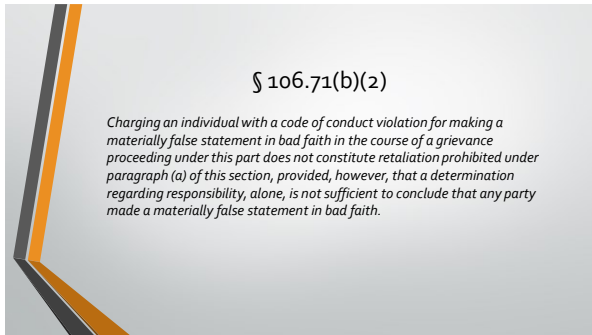 § 106.71(b)(2)
Charging an individual with a code of conduct violation for making a
materially false statement in bad faith in the course of a grievance
proceeding under this part does not constitute retaliation prohibited under
paragraph (a) of this section, provided, however, that a determination
regarding responsibility, alone, is not sufficient to conclude that any party
made a materially false statement in bad faith.